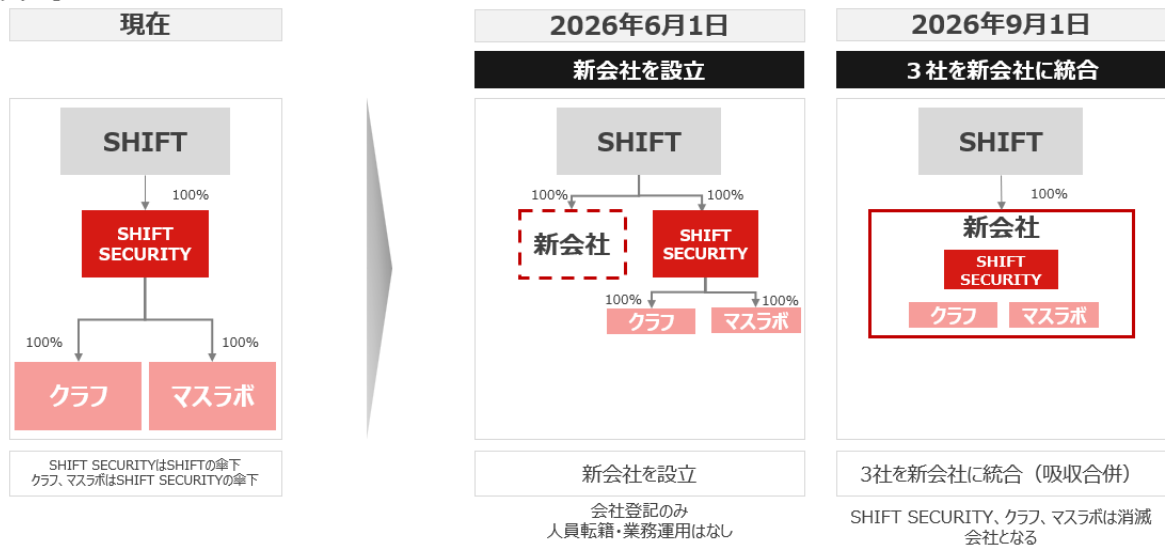 現在
SHIFT
100%
SHIFT
SECURITY
100%
100%
クラフ
マスラボ
SHIFT SECURITYはSHIFTの傘下
クラフ、マスラボはSHIFT SECURITYの傘下
2026年6月1日
新会社を設立
SHIFT
100%
100%
新会社
SHIFT
SECURITY
100%
100%
クラフ
マスラボ
新会社を設立
会社登記のみ
人員転籍・業務運用はなし
2026年9月1日
3社を新会社に統合
SHIFT
100%
新会社
SHIFT
SECURITY
クラフ
マスラボ
3社を新会社に統合（吸収合併）
SHIFT SECURITY、クラフ、マスラボは消滅
会社となる